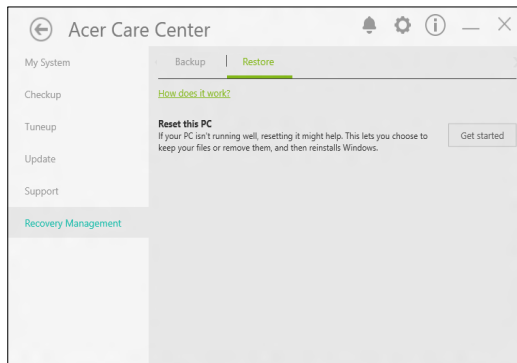 Acer Care Center
My System
Checkup
Tuneup
Update
Support
Recovery Management
Backup | Restore
How does it work?
Reset this PC
If your PC isn't running well, resetting it might help. This lets you choose to
keep your files or remove them, and then reinstalls Windows.
Get started